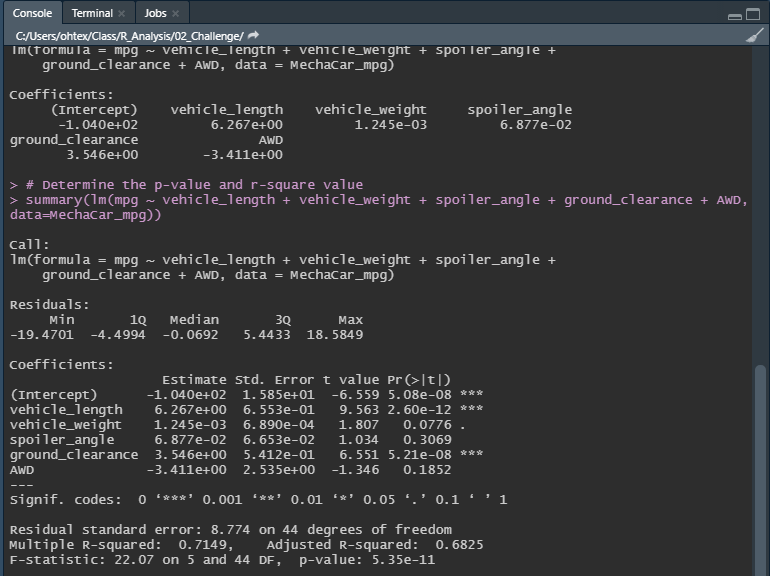 Console Terminal Jobs
C:/Users/ohtex/Class/R_Analysis/02_Challenge/
lm(formula = mpg ~ vehicle_length + vehicle_weight + spoiler_angle +
    ground_clearance + AWD, data = MechaCar_mpg)

Coefficients:
     (Intercept)    vehicle_length    vehicle_weight     spoiler_angle
      -1.040e+02         6.267e+00         1.245e-03         6.877e-02
ground_clearance               AWD
       3.546e+00        -3.411e+00

> # Determine the p-value and r-square value
> summary(lm(mpg ~ vehicle_length + vehicle_weight + spoiler_angle + ground_clearance + AWD,
data=MechaCar_mpg))

Call:
lm(formula = mpg ~ vehicle_length + vehicle_weight + spoiler_angle +
    ground_clearance + AWD, data = MechaCar_mpg)

Residuals:
     Min       1Q   Median       3Q      Max
-19.4701  -4.4994  -0.0692   5.4433  18.5849

Coefficients:
                   Estimate Std. Error t value Pr(>|t|)
(Intercept)      -1.040e+02  1.585e+01  -6.559 5.08e-08 ***
vehicle_length    6.267e+00  6.553e-01   9.563 2.60e-12 ***
vehicle_weight    1.245e-03  6.890e-04   1.807   0.0776 .
spoiler_angle     6.877e-02  6.653e-02   1.034   0.3069
ground_clearance  3.546e+00  5.412e-01   6.551 5.21e-08 ***
AWD              -3.411e+00  2.535e+00  -1.346   0.1852
---
Signif. codes:  0 ‘***’ 0.001 ‘**’ 0.01 ‘*’ 0.05 ‘.’ 0.1 ‘ ’ 1

Residual standard error: 8.774 on 44 degrees of freedom
Multiple R-squared:  0.7149,    Adjusted R-squared:  0.6825
F-statistic: 22.07 on 5 and 44 DF,  p-value: 5.35e-11